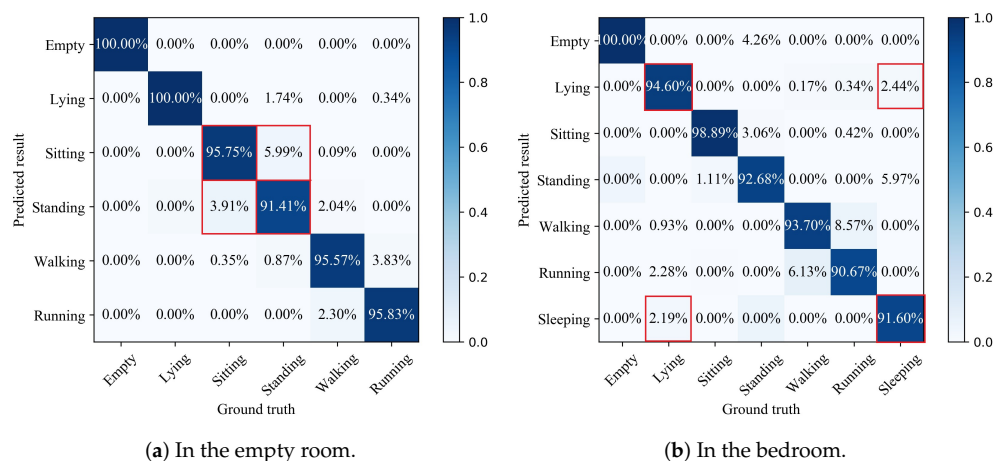 Empty 100.00% 0.00% 0.00% 0.00% 0.00% 0.00% 1.0
Lying 0.00% 100.00% 0.00% 1.74% 0.00% 0.34% 0.8
Sitting 0.00% 0.00% 95.75% 5.99% 0.09% 0.00% 0.6
Standing 0.00% 0.00% 3.91% 91.41% 2.04% 0.00% 0.4
Walking 0.00% 0.00% 0.35% 0.87% 95.57% 3.83% 0.2
Running 0.00% 0.00% 0.00% 0.00% 2.30% 95.83% 0.0
Predicted result
Empty Lying Sitting Standing Walking Running
Ground truth
(a) In the empty room.
Empty 100.00% 0.00% 0.00% 4.26% 0.00% 0.00% 0.00% 1.0
Lying 0.00% 94.60% 0.00% 0.00% 0.17% 0.34% 2.44% 0.8
Sitting 0.00% 0.00% 98.89% 3.06% 0.00% 0.42% 0.00% 0.6
Standing 0.00% 0.00% 1.11% 92.68% 0.00% 0.00% 5.97%
Walking 0.00% 0.93% 0.00% 0.00% 93.70% 8.57% 0.00% 0.4
Running 0.00% 2.28% 0.00% 0.00% 6.13% 90.67% 0.00% 0.2
Sleeping 0.00% 2.19% 0.00% 0.00% 0.00% 0.00% 91.60% 0.0
Predicted result
Empty Lying Sitting Standing Walking Running Sleeping
Ground truth
(b) In the bedroom.